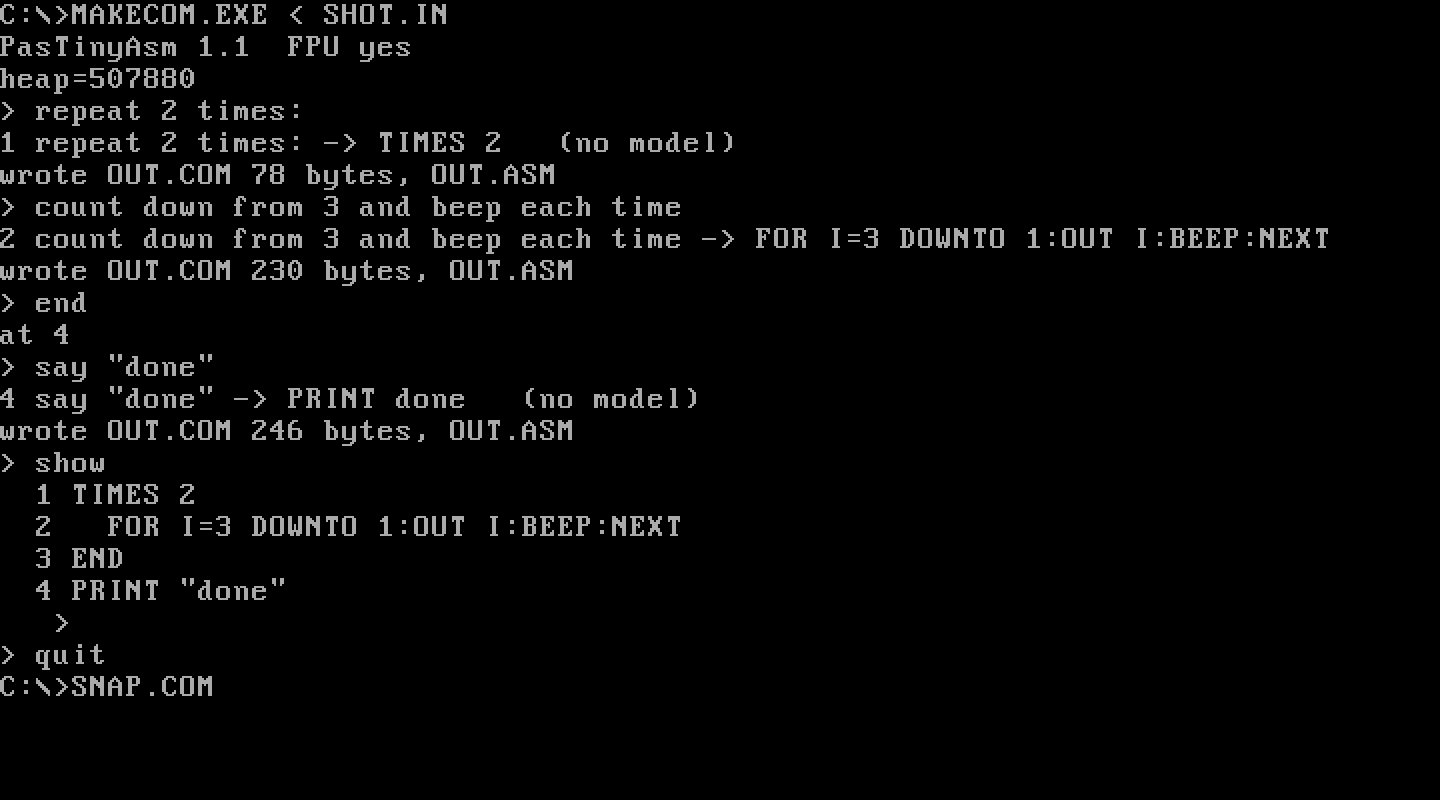 C:\>MAKECOM.EXE < SHOT.IN
PasTinyAsm 1.1  FPU yes
heap=507880
> repeat 2 times:
1 repeat 2 times: -> TIMES 2   (no model)
wrote OUT.COM 78 bytes, OUT.ASM
> count down from 3 and beep each time
2 count down from 3 and beep each time -> FOR I=3 DOWNTO 1:OUT I:BEEP:NEXT
wrote OUT.COM 230 bytes, OUT.ASM
> end
at 4
> say "done"
4 say "done" -> PRINT done   (no model)
wrote OUT.COM 246 bytes, OUT.ASM
> show
  1 TIMES 2
  2   FOR I=3 DOWNTO 1:OUT I:BEEP:NEXT
  3 END
  4 PRINT "done"
   >
> quit
C:\>SNAP.COM